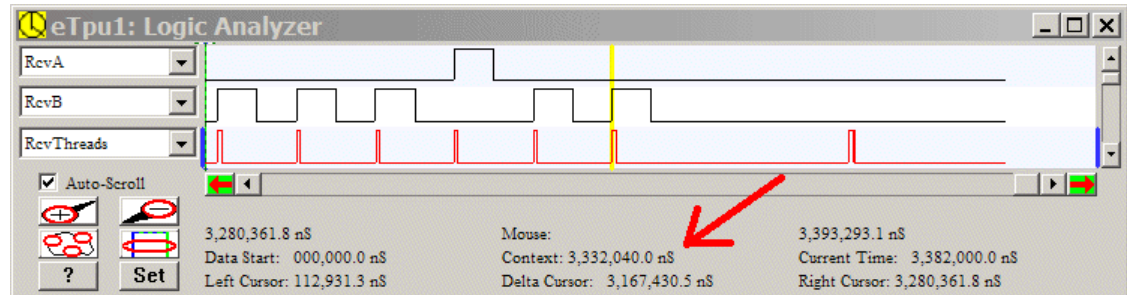 eTpu1: Logic Analyzer
RcvA
RcvB
RcvThreads
Auto-Scroll
3,280,361.8 nS Mouse: 3,393,293.1 nS
Data Start: 000,000.0 nS Context: 3,332,040.0 nS Current Time: 3,382,000.0 nS
? Set Left Cursor: 112,931.3 nS Delta Cursor: 3,167,430.5 nS Right Cursor: 3,280,361.8 nS